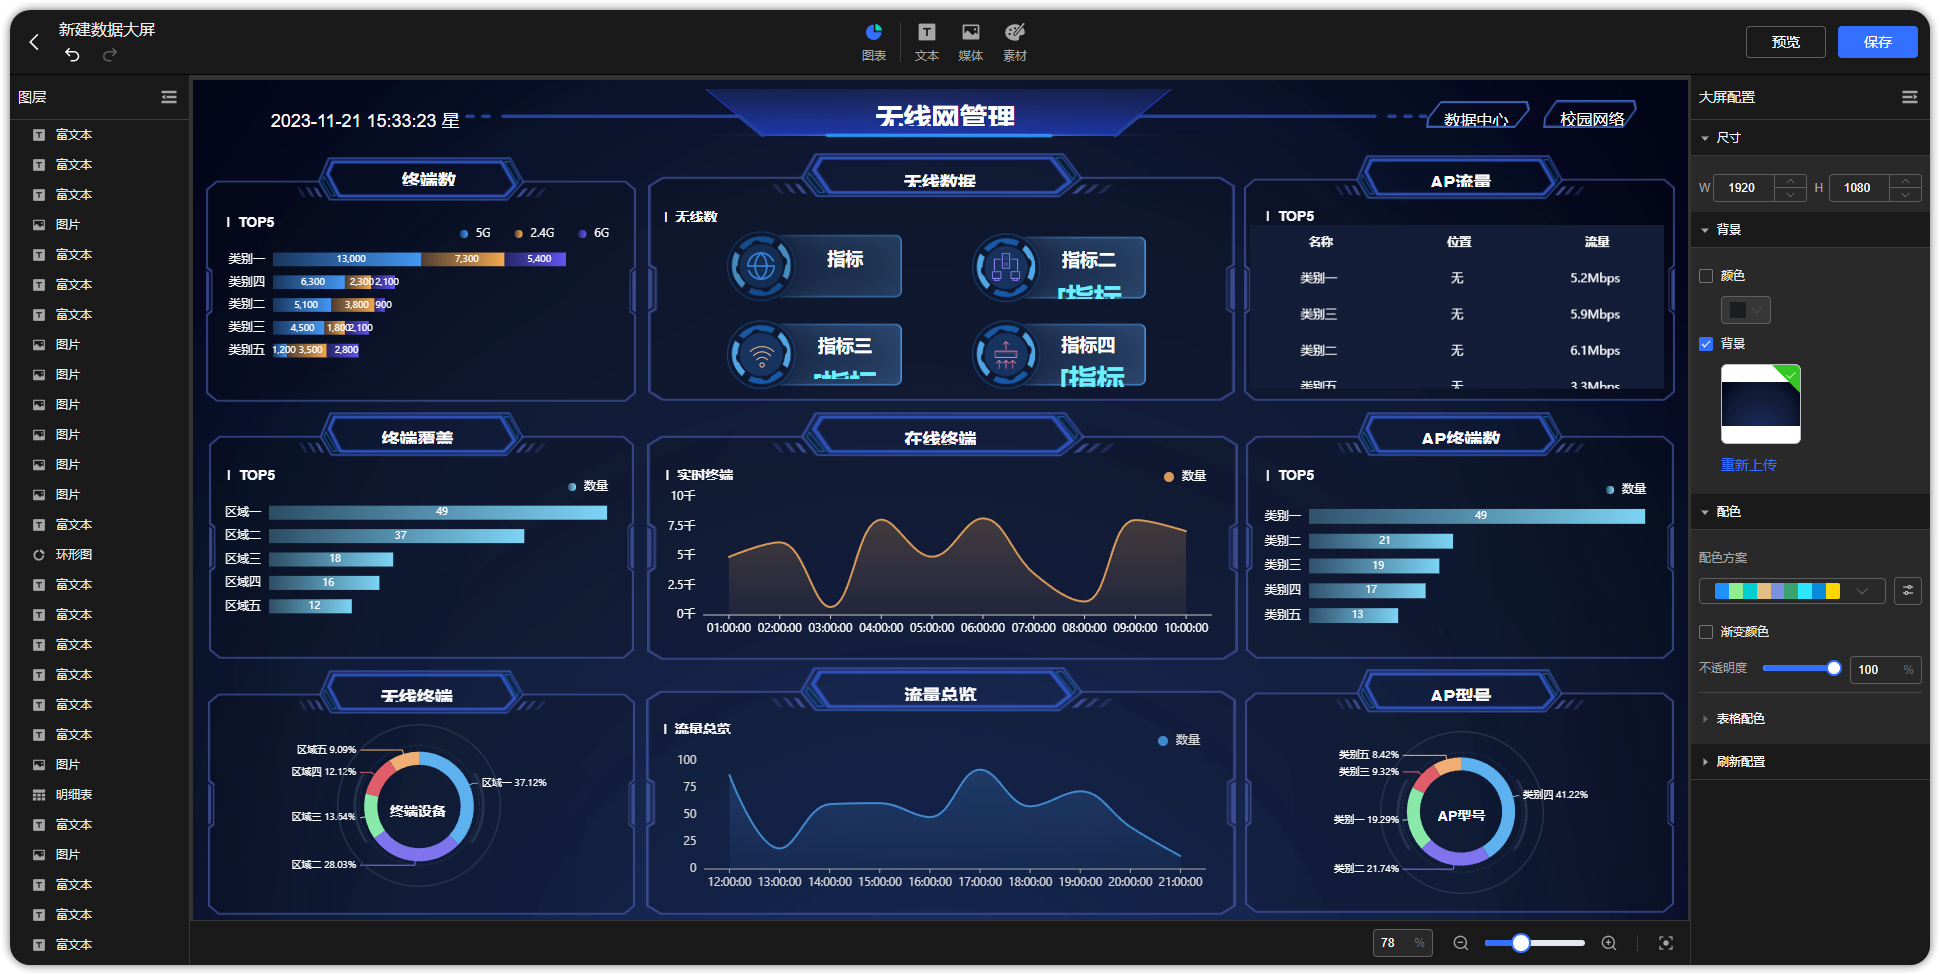 新建数据大屏
图表
文本
媒体
素材
预览
保存
图层
富文本
富文本
富文本
图片
富文本
富文本
富文本
图片
图片
图片
图片
图片
图片
富文本
环形图
富文本
富文本
富文本
富文本
富文本
富文本
图片
明细表
富文本
图片
富文本
富文本
富文本
2023-11-21 15:33:23 星
无线网管理
数据中心
校园网络
终端数
TOP5
5G 2.4G 6G
类别一 13,000 7,300 5,400
类别四 6,300 2,300 2,100
类别二 5,100 3,800 900
类别三 4,500 1,800 2,100
类别五 1,200 3,500 2,800
无线数据
无线数
指标
指标二
[指标
指标三
指标四
[指标
AP流量
TOP5
名称 位置 流量
类别一 无 5.2Mbps
类别三 无 5.9Mbps
类别二 无 6.1Mbps
类别五 无 3.3Mbps
终端覆盖
TOP5
数量
区域一 49
区域二 37
区域三 18
区域四 16
区域五 12
在线终端
实时终端
数量
10千
7.5千
5千
2.5千
0千
01:00:00 02:00:00 03:00:00 04:00:00 05:00:00 06:00:00 07:00:00 08:00:00 09:00:00 10:00:00
AP终端数
TOP5
数量
类别一 49
类别二 21
类别三 19
类别四 17
类别五 13
无线终端
区域五 9.09%
区域四 12.12%
区域一 37.12%
终端设备
区域三 13.64%
区域二 28.03%
流量总览
流量总览
数量
100
75
50
25
0
12:00:00 13:00:00 14:00:00 15:00:00 16:00:00 17:00:00 18:00:00 19:00:00 20:00:00 21:00:00
AP型号
类别五 8.42%
类别三 9.32%
类别四 41.22%
AP型号
类别一 19.29%
类别二 21.74%
78 %
大屏配置
尺寸
W 1920 H 1080
背景
颜色
背景
重新上传
配色
配色方案
渐变颜色
不透明度 100 %
表格配色
刷新配置